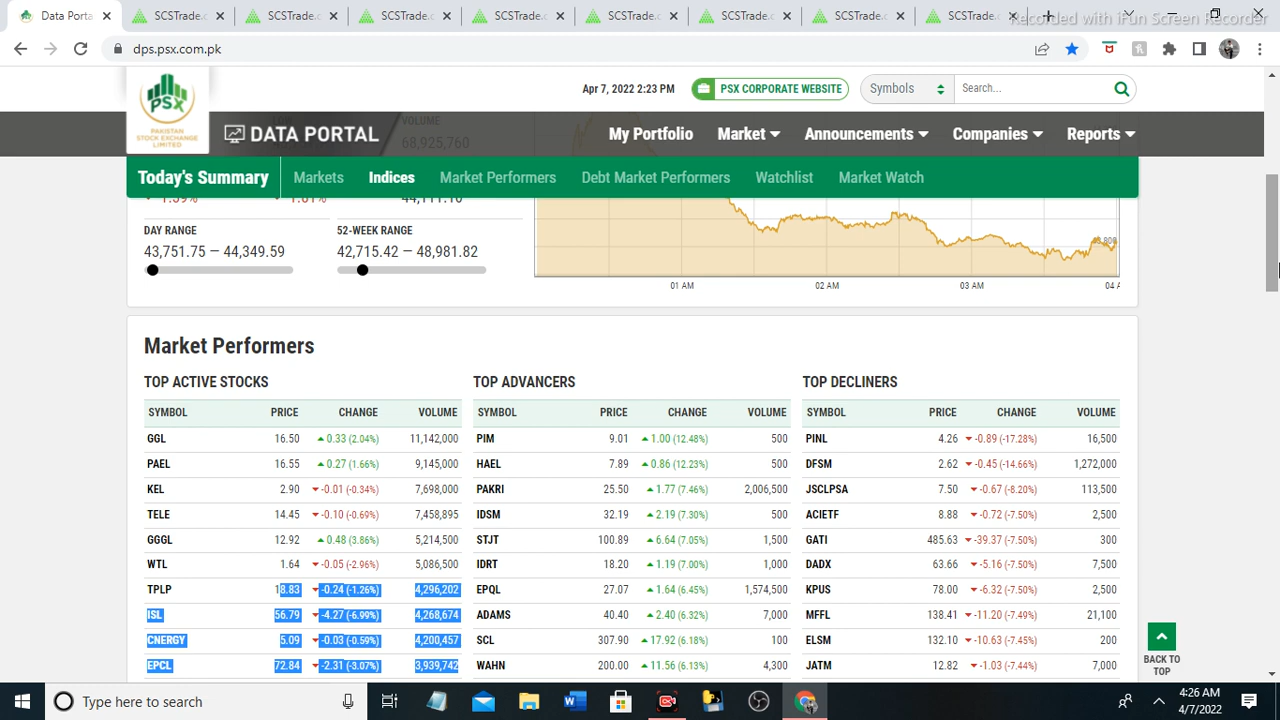 Data Porta
SCSTrade.c
SCSTrade.c
SCSTrade.c
SCSTrade.c
SCSTrade.c
SCSTrade.c
SCSTrade.c
SCSTrade.c
Recorded with iFun Screen Recorder
dps.psx.com.pk
PSX
PAKISTAN
STOCK EXCHANGE
LIMITED
Apr 7, 2022 2:23 PM
PSX CORPORATE WEBSITE
Symbols
Search...
DATA PORTAL
LOW
VOLUME
68,925,760
My Portfolio
Market
Announcements
Companies
Reports
Today's Summary
Markets
Indices
Market Performers
Debt Market Performers
Watchlist
Market Watch
DAY RANGE
52-WEEK RANGE
43,751.75 — 44,349.59
42,715.42 — 48,981.82
01 AM
02 AM
03 AM
04 A
Market Performers
TOP ACTIVE STOCKS
SYMBOL PRICE CHANGE VOLUME
GGL 16.50 0.33 (2.04%) 11,142,000
PAEL 16.55 0.27 (1.66%) 9,145,000
KEL 2.90 -0.01 (-0.34%) 7,698,000
TELE 14.45 -0.10 (-0.69%) 7,458,895
GGGL 12.92 0.48 (3.86%) 5,214,500
WTL 1.64 -0.05 (-2.96%) 5,086,500
TPLP 18.83 -0.24 (-1.26%) 4,296,202
ISL 56.79 -4.27 (-6.99%) 4,268,674
CNERGY 5.09 -0.03 (-0.59%) 4,200,457
EPCL 72.84 -2.31 (-3.07%) 3,939,742
TOP ADVANCERS
SYMBOL PRICE CHANGE VOLUME
PIM 9.01 1.00 (12.48%) 500
HAEL 7.89 0.86 (12.23%) 500
PAKRI 25.50 1.77 (7.46%) 2,006,500
IDSM 32.19 2.19 (7.30%) 500
STJT 100.89 6.64 (7.05%) 1,500
IDRT 18.20 1.19 (7.00%) 1,000
EPQL 27.07 1.64 (6.45%) 1,574,500
ADAMS 40.40 2.40 (6.32%) 7,000
SCL 307.90 17.92 (6.18%) 100
WAHN 200.00 11.56 (6.13%) 4,300
TOP DECLINERS
SYMBOL PRICE CHANGE VOLUME
PINL 4.26 -0.89 (-17.28%) 16,500
DFSM 2.62 -0.45 (-14.66%) 1,272,000
JSCLPSA 7.50 -0.67 (-8.20%) 113,500
ACIETF 8.88 -0.72 (-7.50%) 2,500
GATI 485.63 -39.37 (-7.50%) 300
DADX 63.66 -5.16 (-7.50%) 7,500
KPUS 78.00 -6.32 (-7.50%) 2,500
MFFL 138.41 -11.20 (-7.49%) 21,100
ELSM 132.10 -10.63 (-7.45%) 200
JATM 12.82 -1.03 (-7.44%) 7,000
BACK TO
TOP
Type here to search
4:26 AM
4/7/2022